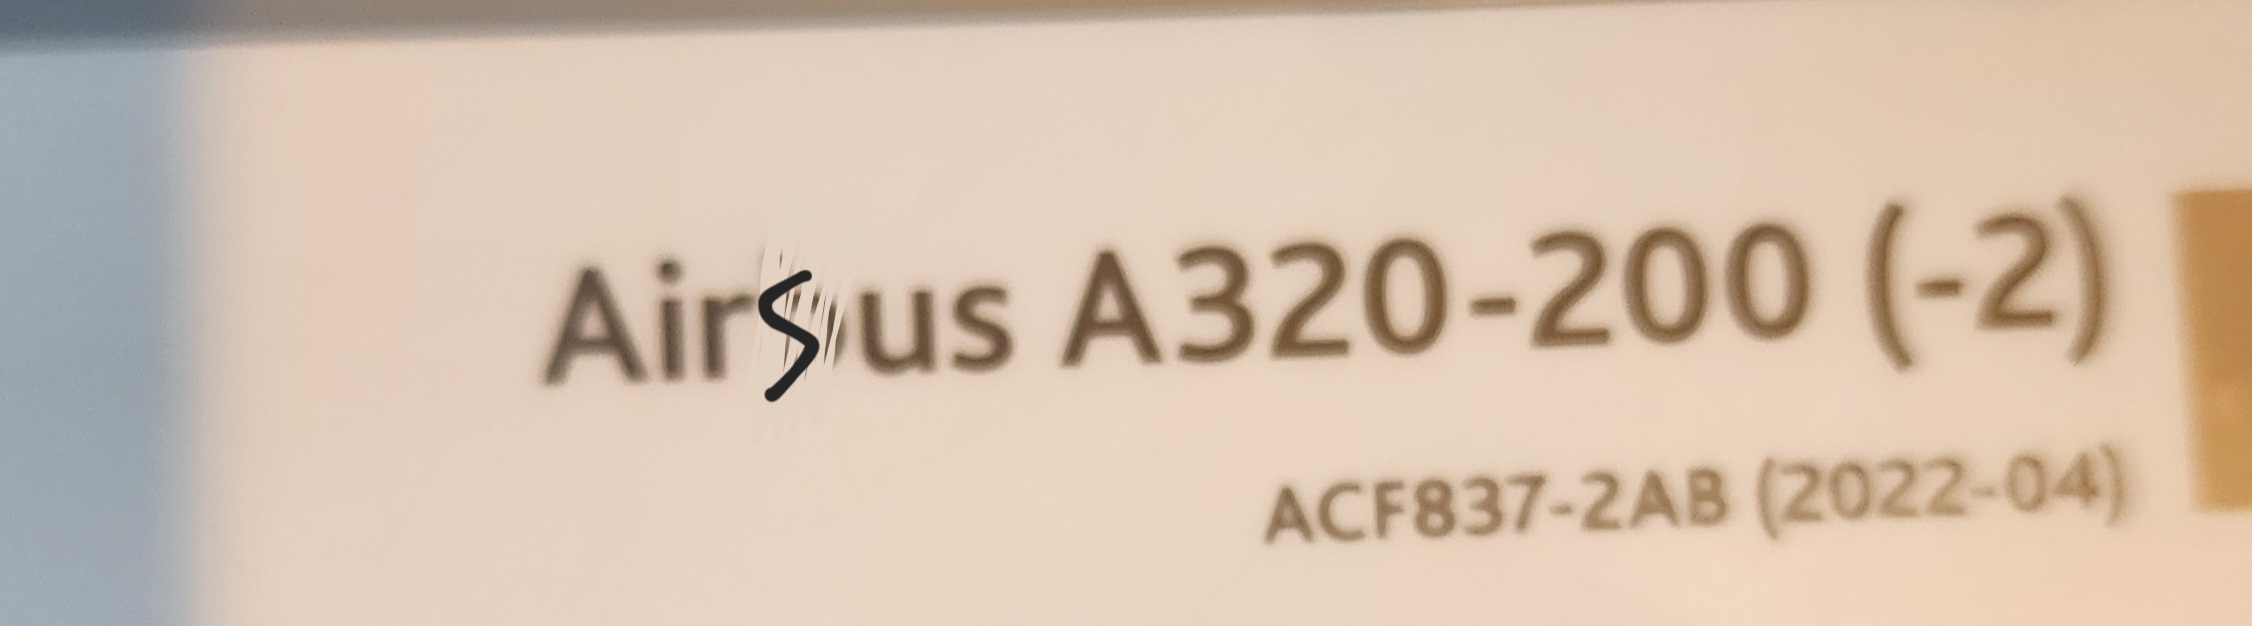 AirSus A320-200 (-2)
ACF837-2AB (2022-04)